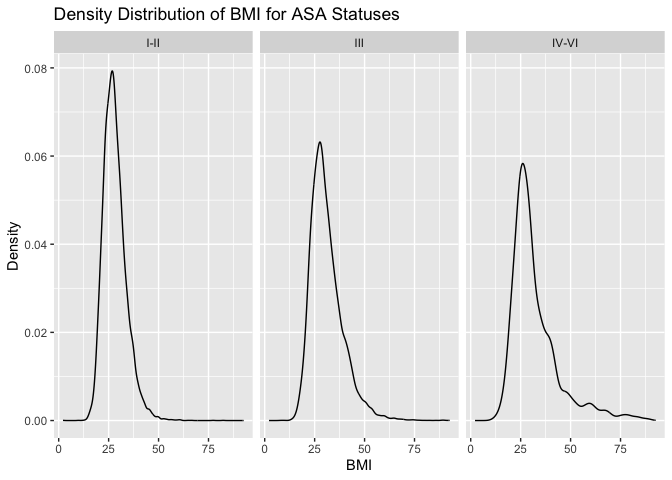 Density Distribution of BMI for ASA Statuses
I-II
III
IV-VI
0.08
0.06
0.04
0.02
0.00
Density
0 25 50 75
0 25 50 75
0 25 50 75
BMI